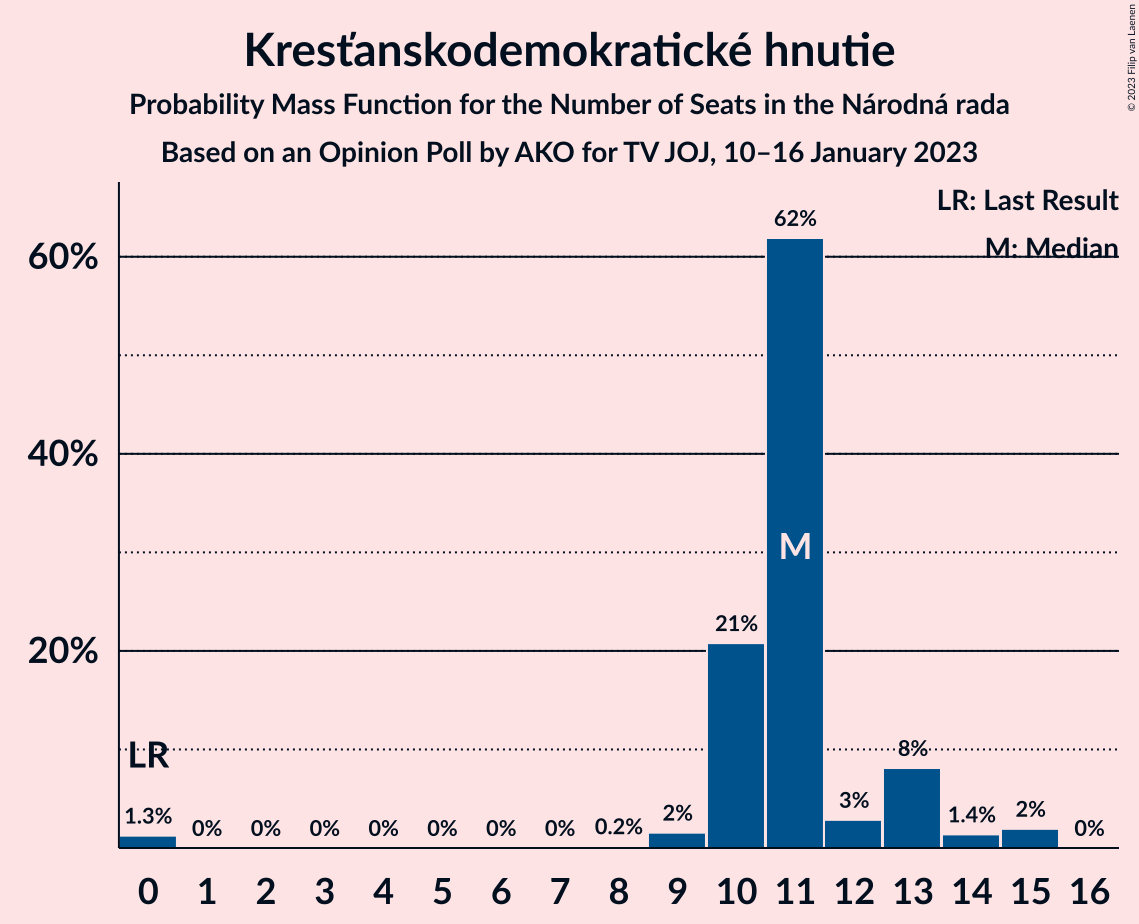 Kresťanskodemokratické hnutie
Probability Mass Function for the Number of Seats in the Národná rada
Based on an Opinion Poll by AKO for TV JOJ, 10–16 January 2023
© 2023 Filip van Laenen
LR: Last Result
M: Median
60%
40%
20%
62%
M
21%
LR
1.3%
0%
0%
0%
0%
0%
0%
0%
0.2%
2%
3%
8%
1.4%
2%
0%
0 1 2 3 4 5 6 7 8 9 10 11 12 13 14 15 16